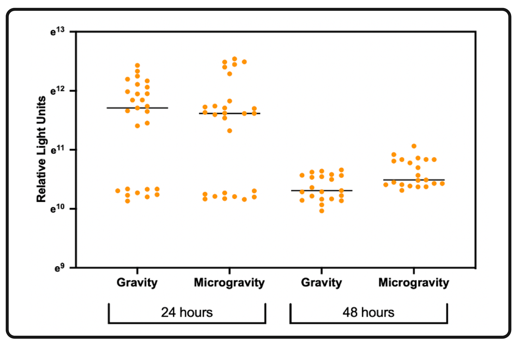 e13
e12
e11
e10
e9
Relative Light Units
Gravity Microgravity Gravity Microgravity
24 hours 48 hours